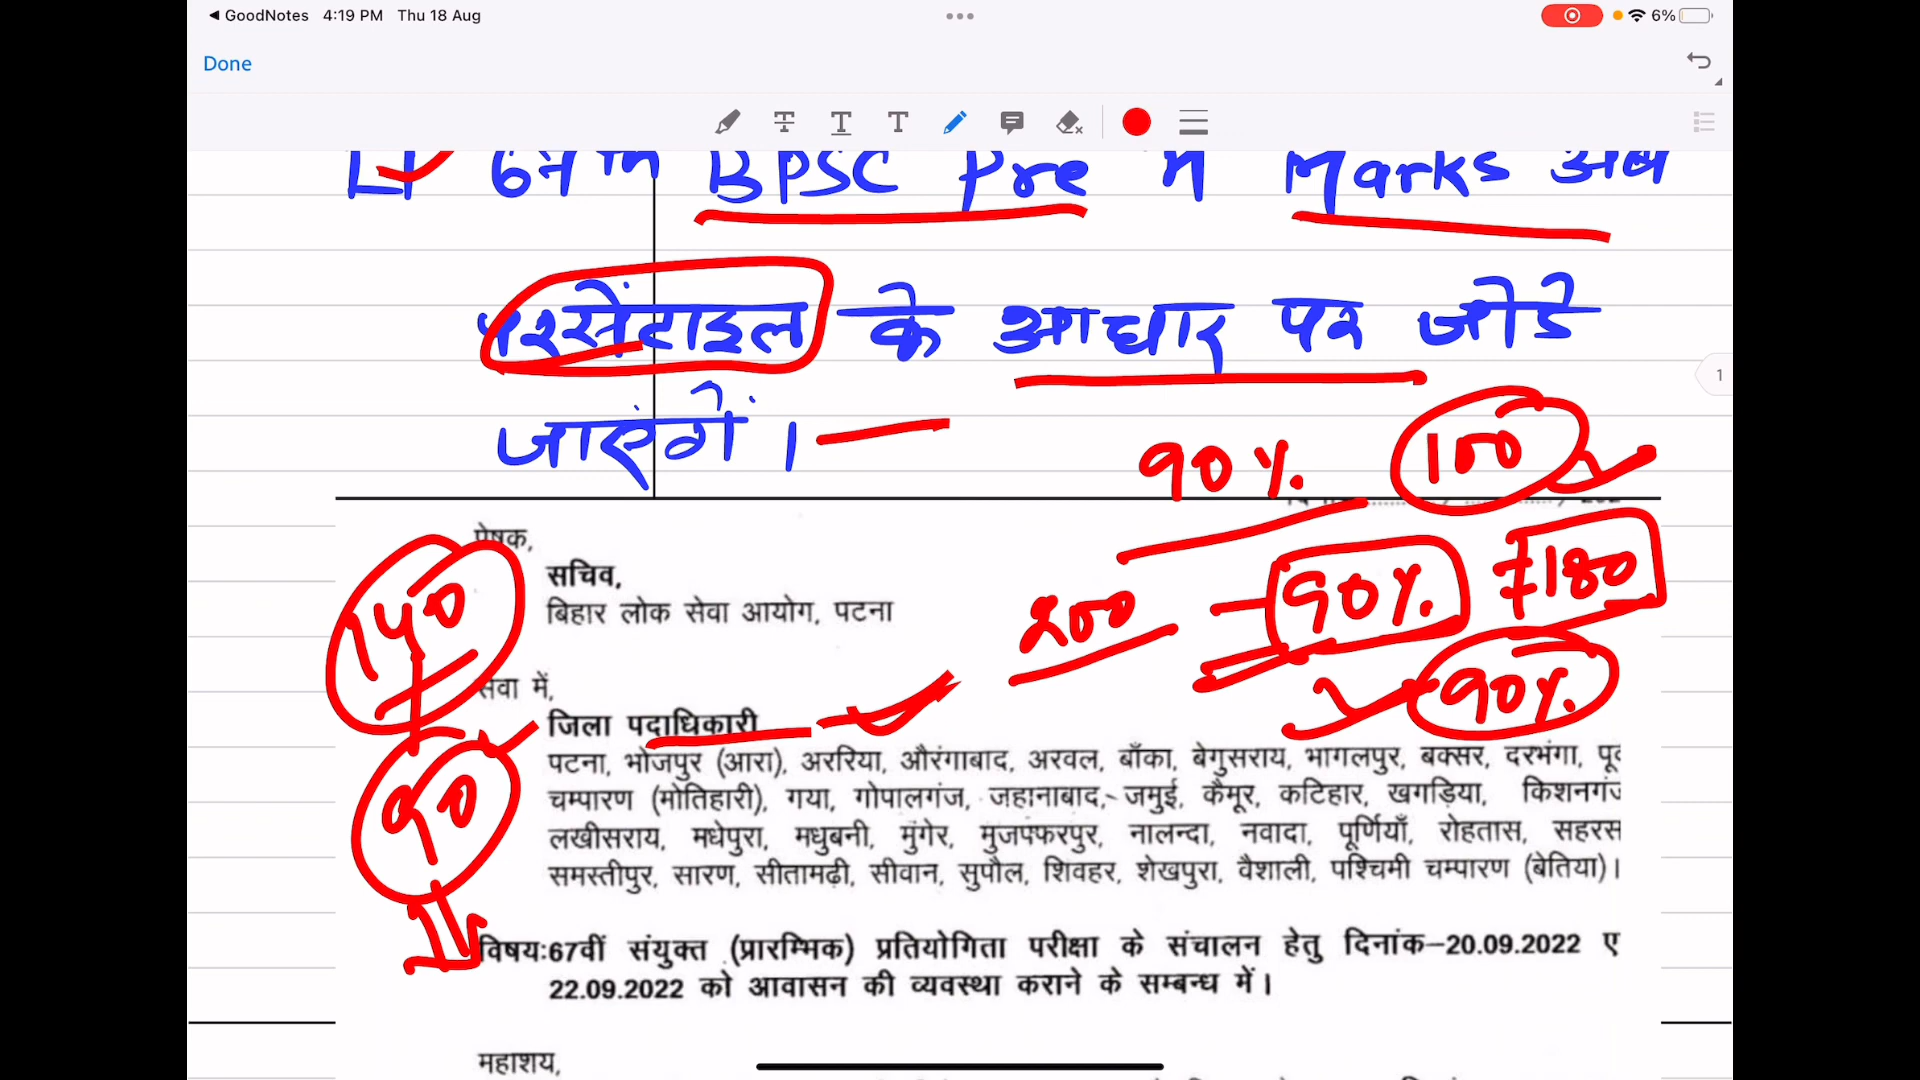 GoodNotes 4:19 PM Thu 18 Aug
6%
Done
67th BPSC Pre में Marks अब
परसेंटाइल के आधार पर जोडे
जाएंगें।
90%. 100
1
प्रेषक,
सचिव,
बिहार लोक सेवा आयोग, पटना
140
200 90%. =180
सेवा में,
90%.
जिला पदाधिकारी
पटना, भोजपुर (आरा), अररिया, औरंगाबाद, अरवल, बाँका, बेगुसराय, भागलपुर, बक्सर, दरभंगा,
चम्पारण (मोतिहारी), गया, गोपालगंज, जहानाबाद, जमुई, कैमूर, कटिहार, खगड़िया, किशनगंज
90
लखीसराय, मधेपुरा, मधुबनी, मुंगेर, मुजफ्फरपुर, नालन्दा, नवादा, पूर्णियाँ, रोहतास, सहरस
समस्तीपुर, सारण, सीतामढ़ी, सीवान, सुपौल, शिवहर, शेखपुरा, वैशाली, पश्चिमी चम्पारण (बेतिया)।
विषय:67वीं संयुक्त (प्रारम्भिक) प्रतियोगिता परीक्षा के संचालन हेतु दिनांक–20.09.2022 ए
22.09.2022 को आवासन की व्यवस्था कराने के सम्बन्ध में।
महाशय,